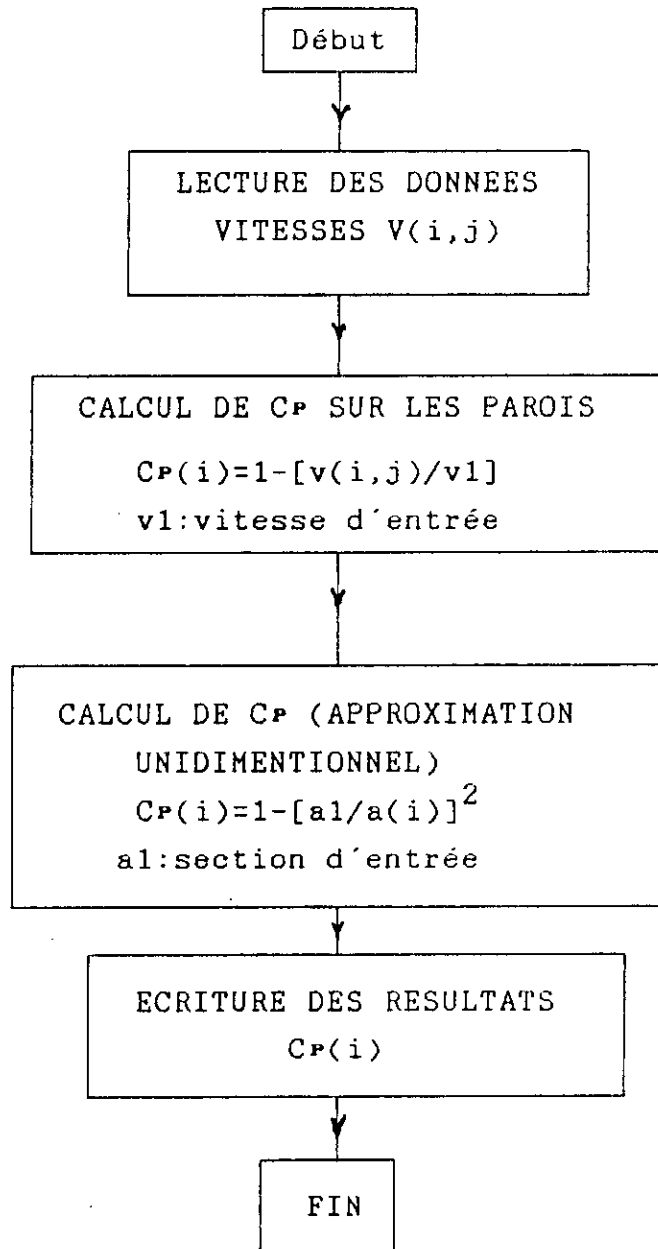 Début
LECTURE DES DONNEES
VITESSES V(i,j)
CALCUL DE CP SUR LES PAROIS
CP(i)=1-[v(i,j)/v1]
v1:vitesse d'entrée
CALCUL DE CP (APPROXIMATION
UNIDIMENTIONNEL)
CP(i)=1-[a1/a(i)]²
a1:section d'entrée
ECRITURE DES RESULTATS
CP(i)
FIN